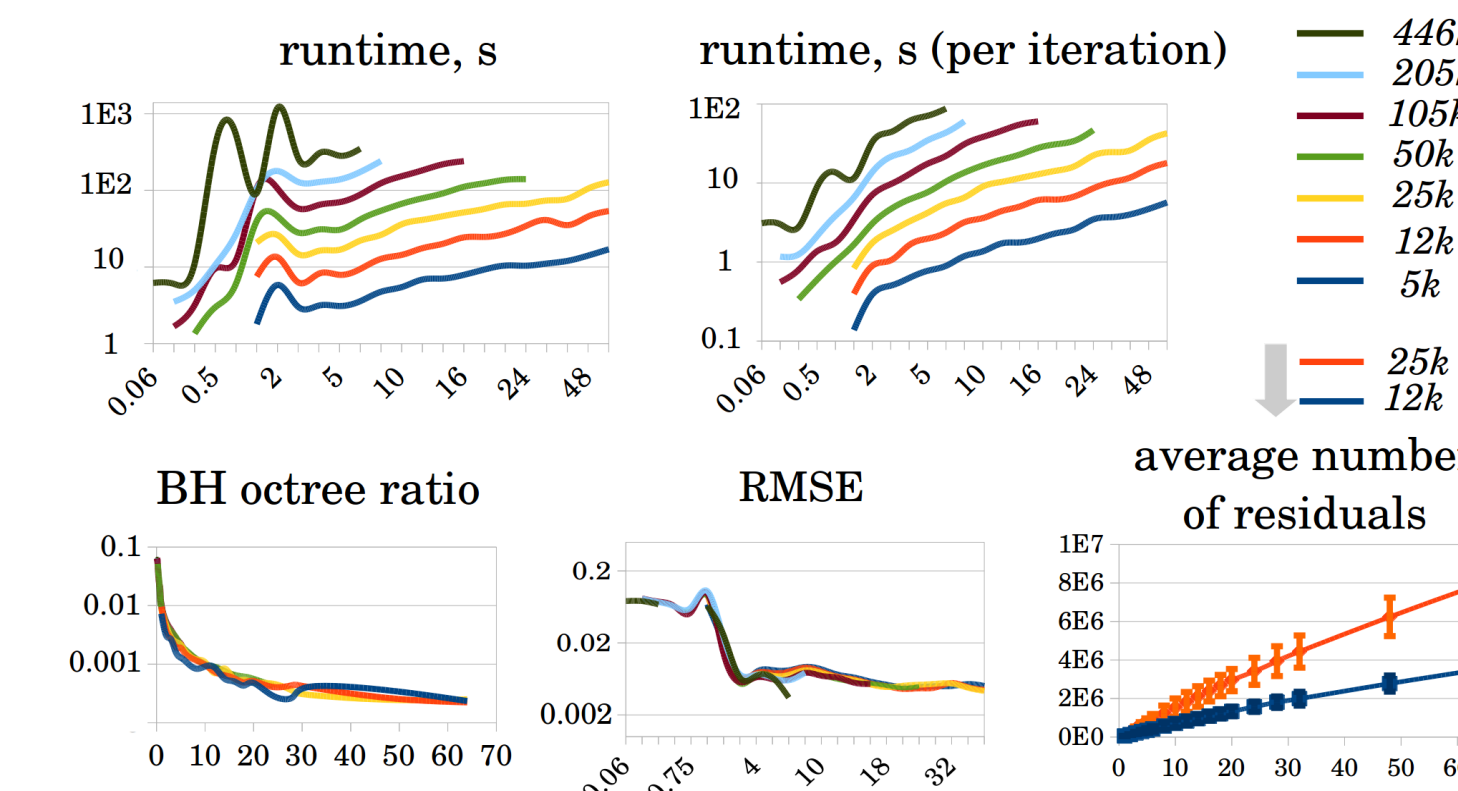 runtime, s
runtime, s (per iteration)
446k
205k
105k
50k
25k
12k
5k
25k
12k
1E3
1E2
10
1
0.06
0.5
2
5
10
16
24
48
1E2
10
1
0.1
0.06
0.5
2
5
10
16
24
48
BH octree ratio
RMSE
average number
of residuals
0.1
0.01
0.001
0 10 20 30 40 50 60 70
0.2
0.02
0.002
0.06
0.75
4
10
18
32
1E7
8E6
6E6
4E6
2E6
0E0
0 10 20 30 40 50 60